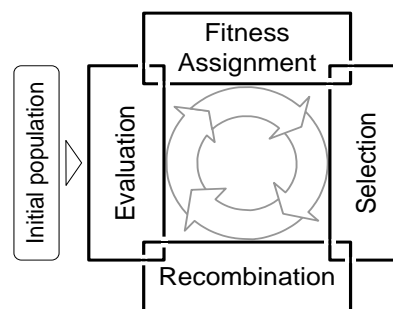 Fitness
Assignment
Initial population
Evaluation
Selection
Recombination